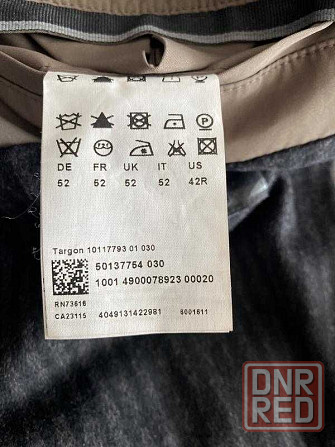 DE FR UK IT US
52 52 52 52 42R
Targon 10117793 01 030
50137754 030
1001 4900078923 00020
RN73616
CA23115 4049131422981 5001511
DNR
RED